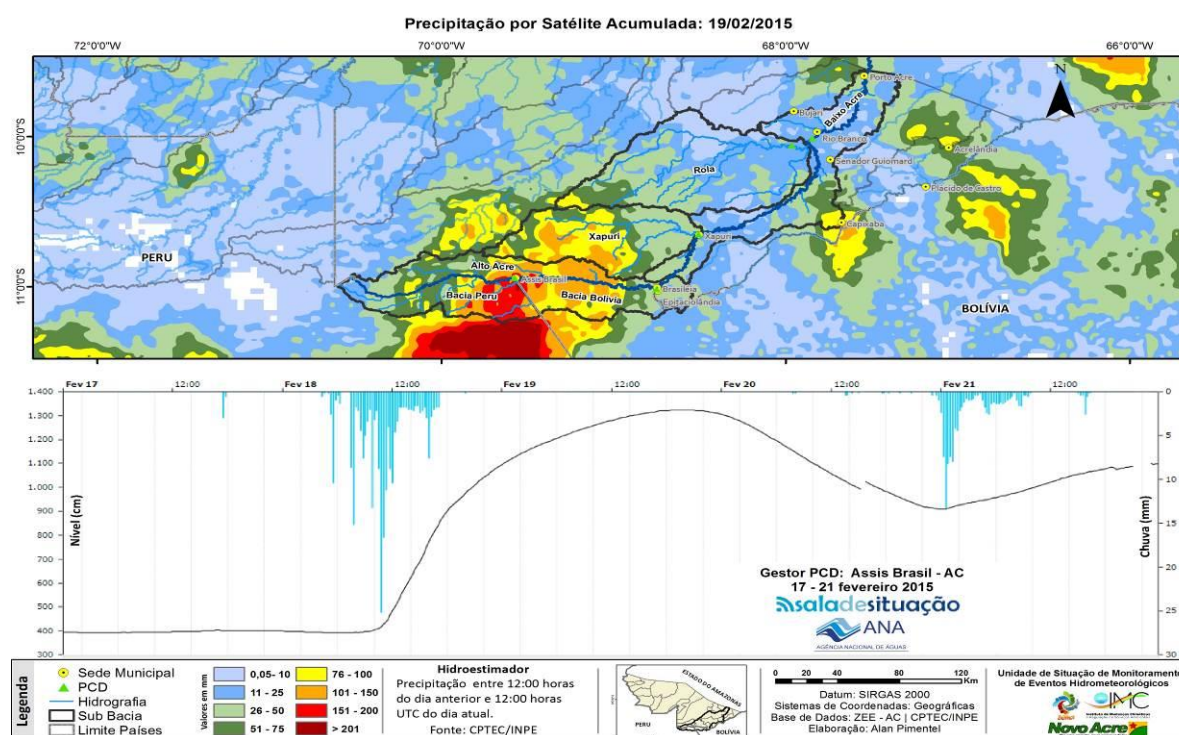 Precipitação por Satélite Acumulada: 19/02/2015
72°0'0"W 70°0'0"W 68°0'0"W 66°0'0"W
10°0'0"S
11°0'0"S
N
Porto Acre
Bujari
Baixo Acre
Rio Branco
Acrelândia
Senador Guiomard
Rola
Plácido de Castro
Capixaba
Xapuri
Xapuri
PERU
Alto Acre
Assis Brasil
Brasiléia
Bacia Peru
Bacia Bolívia
Epitaciolândia
BOLÍVIA
Fev 17 12:00 Fev 18 12:00 Fev 19 12:00 Fev 20 12:00 Fev 21 12:00
1.400
1.300
1.200
1.100
1.000
900
800
700
600
500
400
300
Nível (cm)
0
5
10
15
20
25
30
Chuva (mm)
Gestor PCD: Assis Brasil - AC
17 - 21 fevereiro 2015
saladesituação
ANA
AGÊNCIA NACIONAL DE ÁGUAS
Legenda
Sede Municipal
PCD
Hidrografia
Sub Bacia
Limite Países
Valores em mm
0,05- 10
11 - 25
26 - 50
51 - 75
76 - 100
101 - 150
151 - 200
> 201
Hidroestimador
Precipitação entre 12:00 horas
do dia anterior e 12:00 horas
UTC do dia atual.
Fonte: CPTEC/INPE
ESTADO DO AMAZONAS
PERU
BOLÍVIA
0 20 40 80 120
Km
Datum: SIRGAS 2000
Sistemas de Coordenadas: Geográficas
Base de Dados: ZEE - AC | CPTEC/INPE
Elaboração: Alan Pimentel
Unidade de Situação de Monitoramento
de Eventos Hidrometeorológicos
IMC
Novo Acre